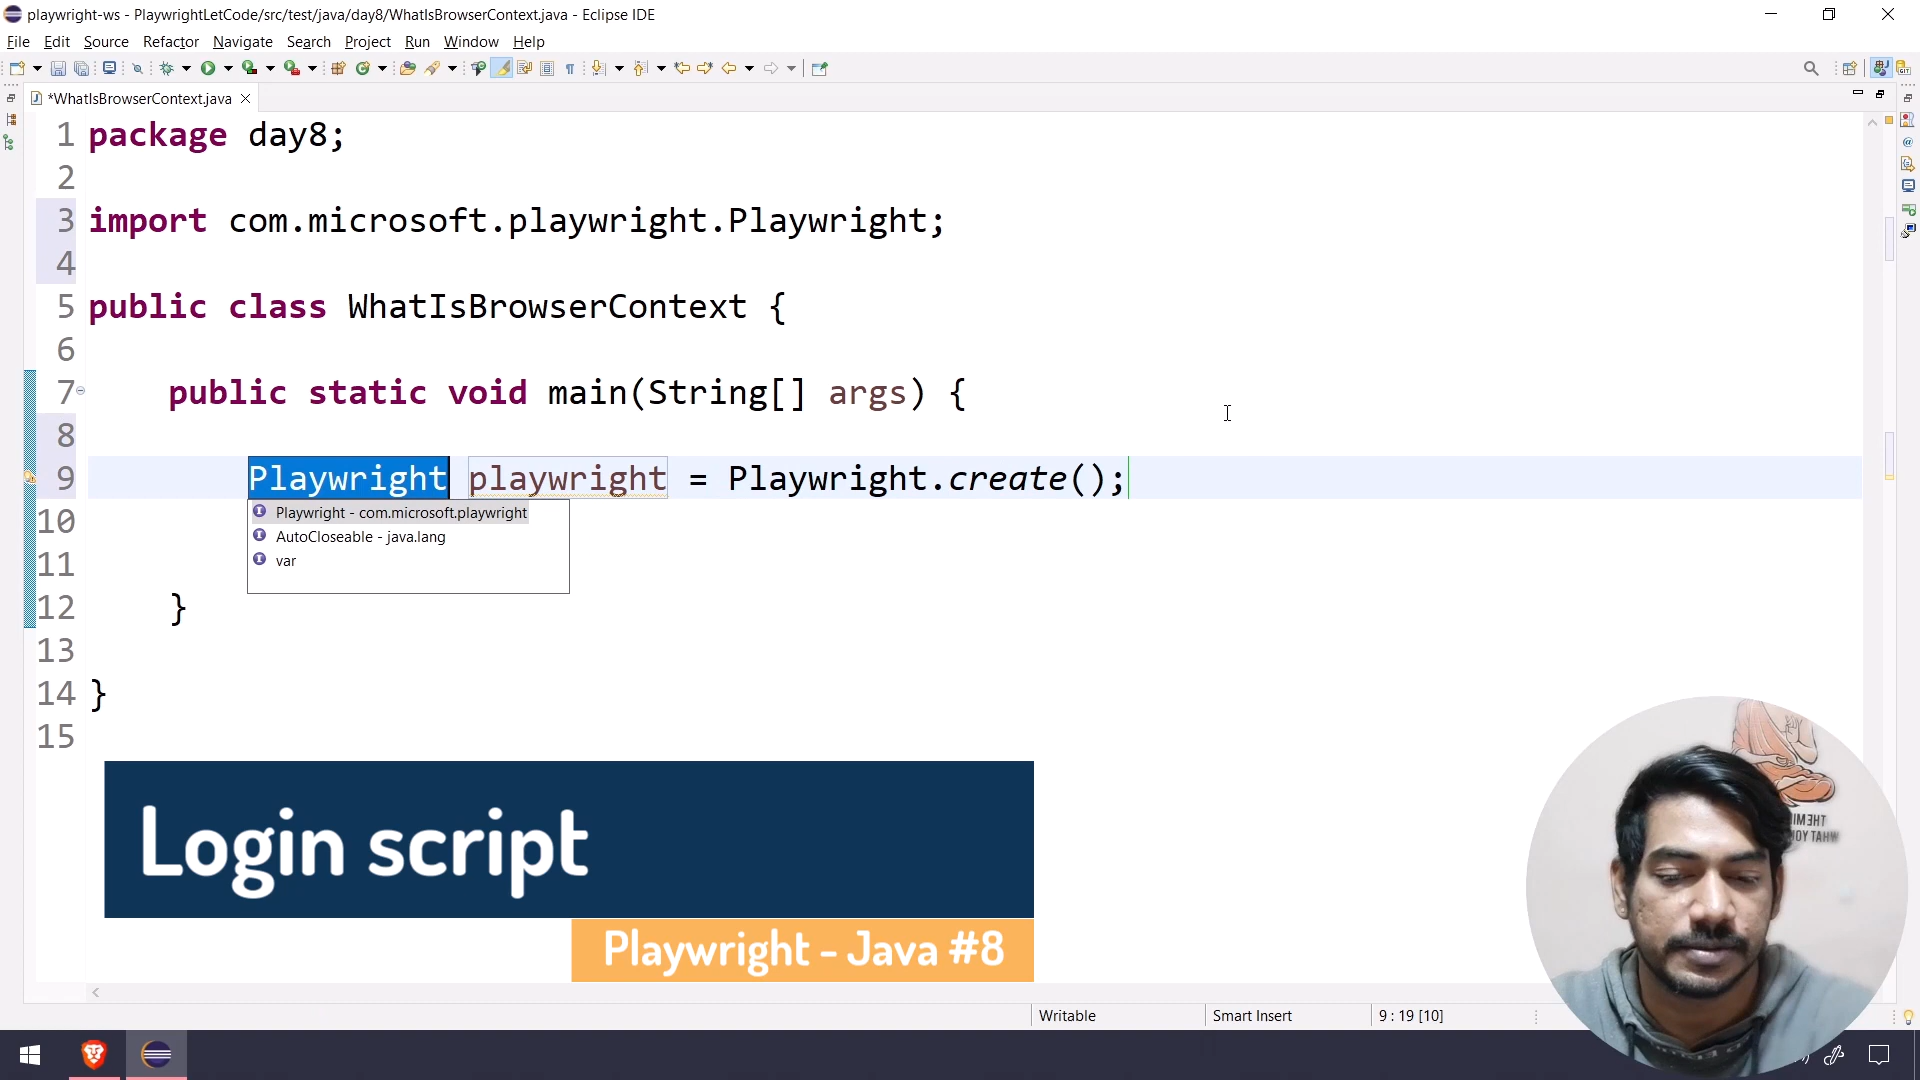 playwright-ws - PlaywrightLetCode/src/test/java/day8/WhatIsBrowserContext.java - Eclipse IDE
File Edit Source Refactor Navigate Search Project Run Window Help
*WhatIsBrowserContext.java
1 package day8;
2
3 import com.microsoft.playwright.Playwright;
4
5 public class WhatIsBrowserContext {
6
7 public static void main(String[] args) {
8
9 Playwright playwright = Playwright.create();
10 Playwright - com.microsoft.playwright
AutoCloseable - java.lang
11 var
12 }
13
14 }
15
Login script
Playwright - Java #8
Writable Smart Insert 9 : 19 [10]